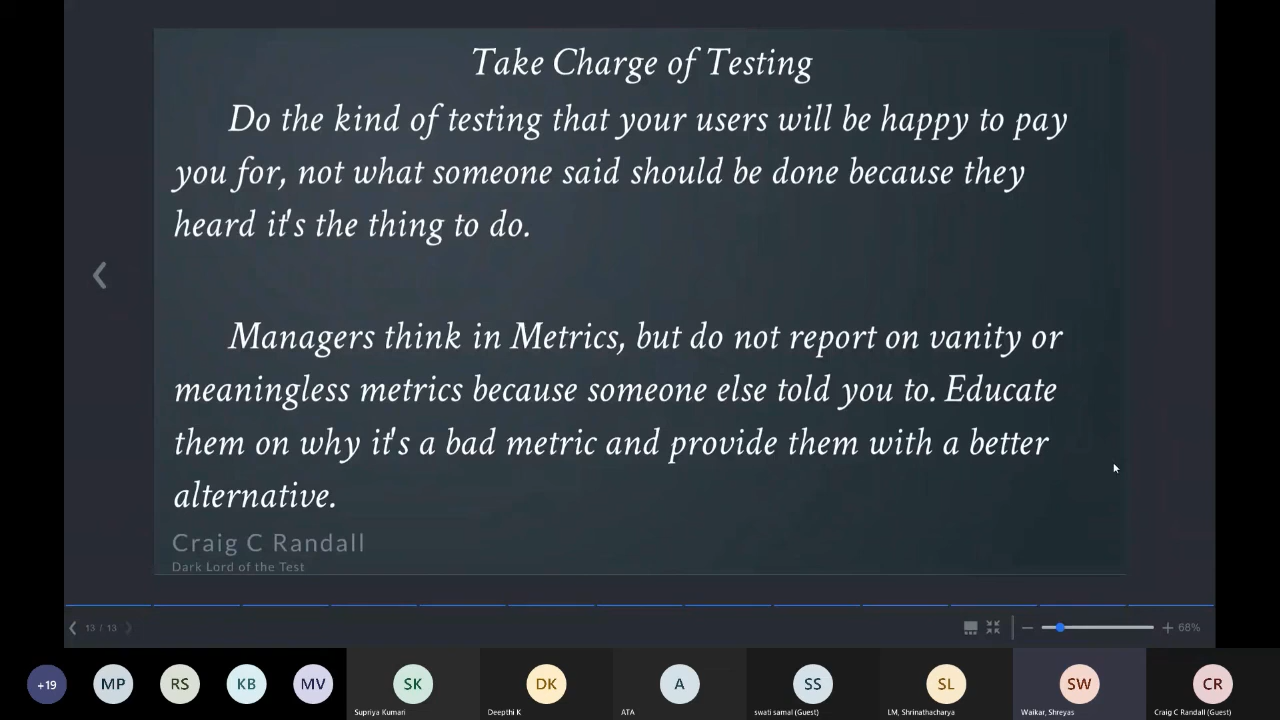 Take Charge of Testing
Do the kind of testing that your users will be happy to pay
you for, not what someone said should be done because they
heard it's the thing to do.
Managers think in Metrics, but do not report on vanity or
meaningless metrics because someone else told you to. Educate
them on why it's a bad metric and provide them with a better
alternative.
Craig C Randall
Dark Lord of the Test
13 / 13
68%
+19
MP
RS
KB
MV
SK
DK
A
SS
SL
SW
CR
Supriya Kumari
Deepthi K
ATA
swati samal (Guest)
LM, Shrinathacharya
Waikar, Shreyas
Craig C Randall (Guest)